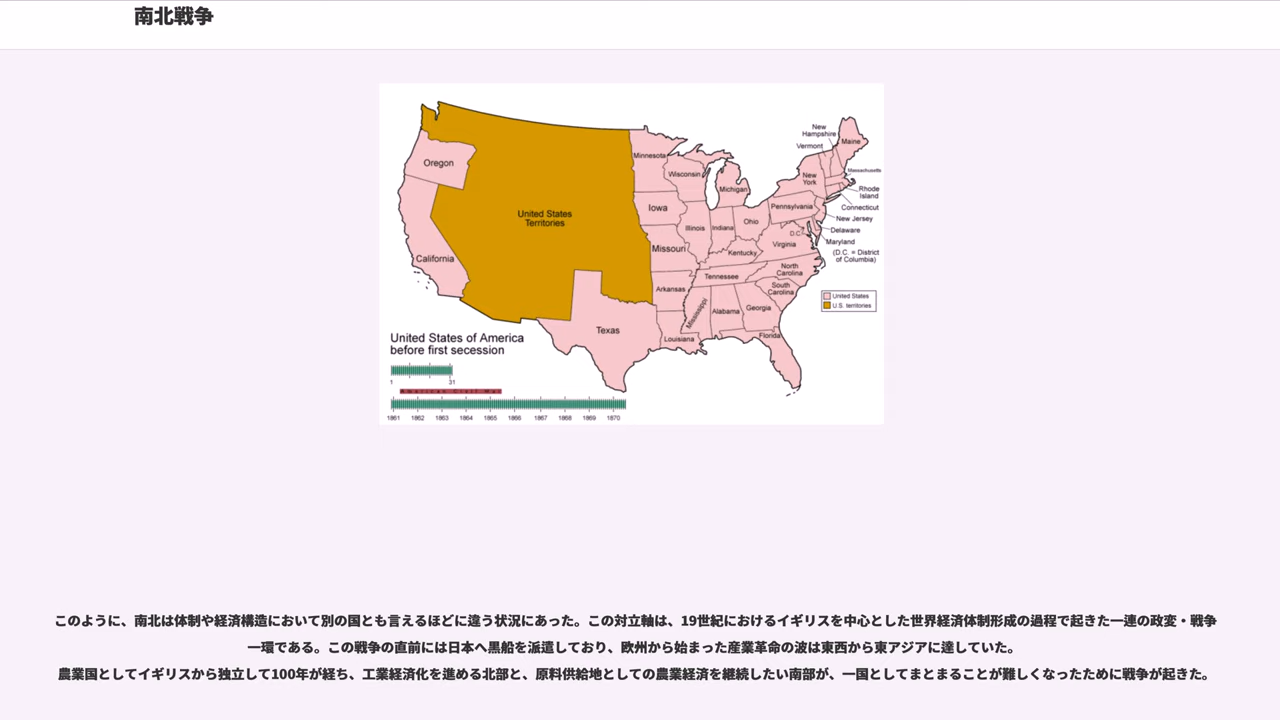 南北戦争
New
Hampshire
Vermont
Maine
Massachusetts
Oregon
Minnesota
Wisconsin
Michigan
New
York
Rhode
Island
Connecticut
United States
Territories
Iowa
Pennsylvania
New Jersey
Illinois
Indiana
Ohio
D.C.
Delaware
Maryland
(D.C. = District
of Columbia)
California
Missouri
Kentucky
Virginia
Tennessee
North
Carolina
Arkansas
South
Carolina
Mississippi
Alabama
Georgia
United States
U.S. territories
Texas
Louisiana
Florida
United States of America
before first secession
1 31
American Civil War
1861 1862 1863 1864 1865 1866 1867 1868 1869 1870
このように、南北は体制や経済構造において別の国とも言えるほどに違う状況にあった。この対立軸は、19世紀におけるイギリスを中心とした世界経済体制形成の過程で起きた一連の政変・戦争
一環である。この戦争の直前には日本へ黒船を派遣しており、欧州から始まった産業革命の波は東西から東アジアに達していた。
農業国としてイギリスから独立して100年が経ち、工業経済化を進める北部と、原料供給地としての農業経済を継続したい南部が、一国としてまとまることが難しくなったために戦争が起きた。